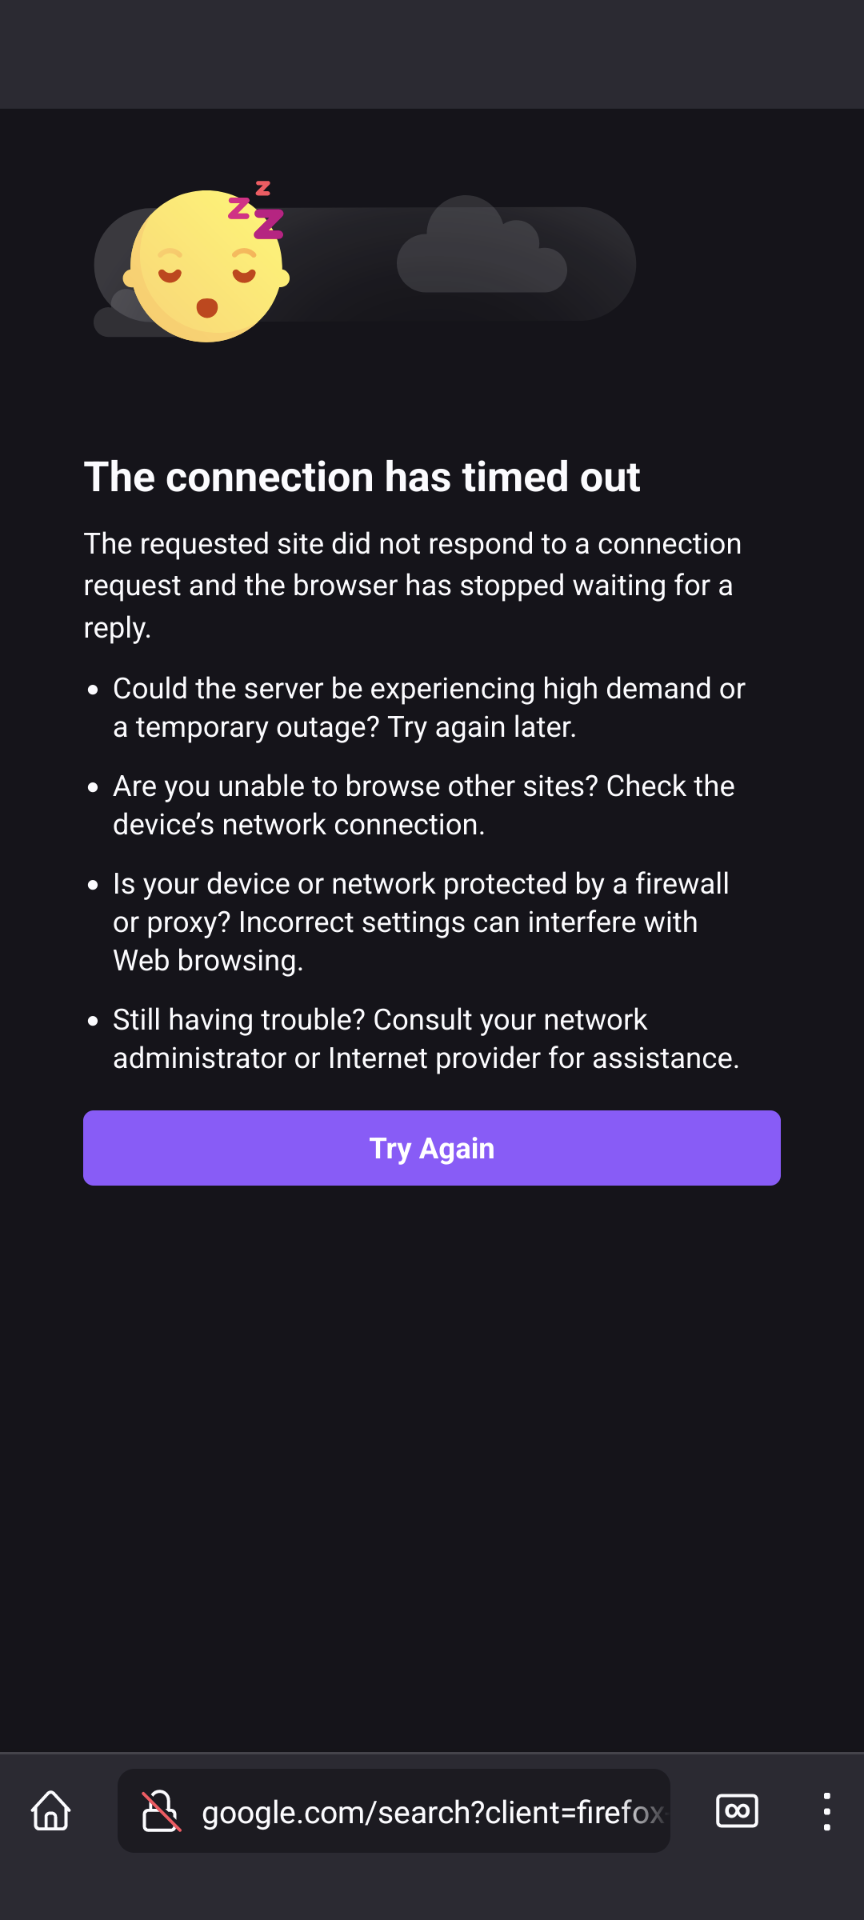 z
z
z
The connection has timed out
The requested site did not respond to a connection
request and the browser has stopped waiting for a
reply.
• Could the server be experiencing high demand or
a temporary outage? Try again later.
• Are you unable to browse other sites? Check the
device’s network connection.
• Is your device or network protected by a firewall
or proxy? Incorrect settings can interfere with
Web browsing.
• Still having trouble? Consult your network
administrator or Internet provider for assistance.
Try Again
google.com/search?client=firefox